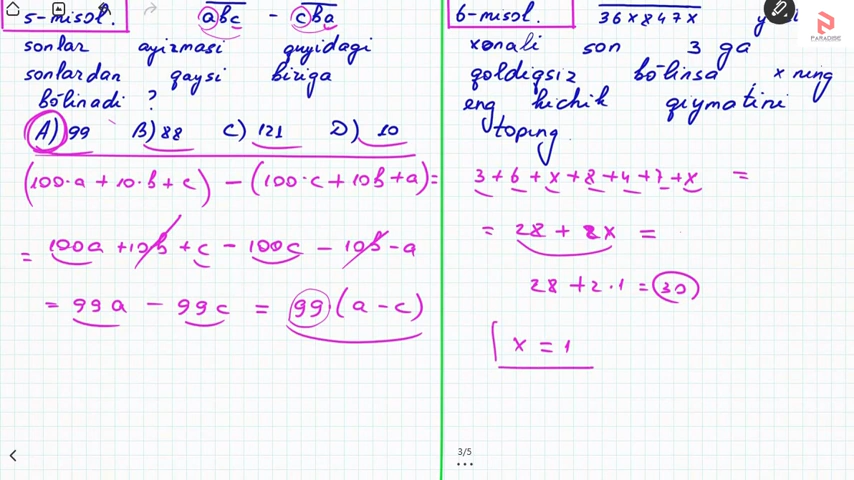 5-misol. abc - cba
sonlar ayirmasi quyidagi
sonlardan qaysi biriga
bo'linadi ?
A) 99 B) 88 C) 121 D) 10
(100·a + 10·b + c) - (100·c + 10b + a) =
= 100a + 10b + c - 100c - 10b - a
= 99a - 99c = 99·(a - c)
6-misol. 36x847x
xonali son 3 ga
qoldiqsiz bo'linsa, x ning
eng kichik qiymatini
toping
3 + 6 + x + 8 + 4 + 7 + x =
= 28 + 2x =
28 + 2·1 = 30
x = 1
3/5
PARADISE